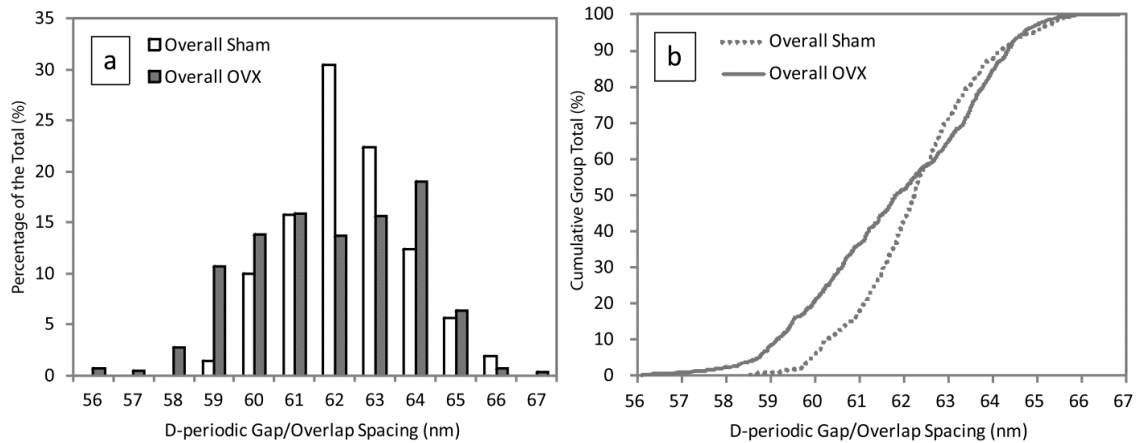 a
Overall Sham
Overall OVX
Percentage of the Total (%)
35
30
25
20
15
10
5
0
56 57 58 59 60 61 62 63 64 65 66 67
D-periodic Gap/Overlap Spacing (nm)
b
Overall Sham
Overall OVX
Cumulative Group Total (%)
100
90
80
70
60
50
40
30
20
10
0
56 57 58 59 60 61 62 63 64 65 66 67
D-periodic Gap/Overlap Spacing (nm)